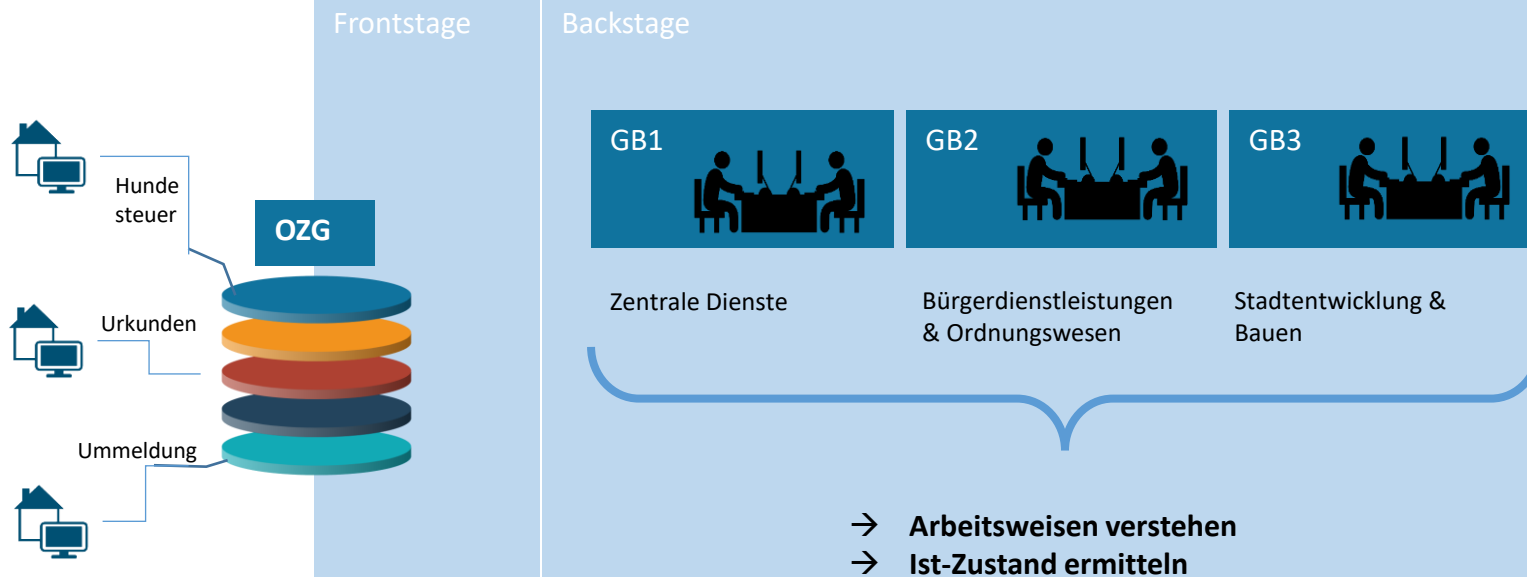 Frontstage
Backstage
Hunde
steuer
Urkunden
Ummeldung
OZG
GB1
GB2
GB3
Zentrale Dienste
Bürgerdienstleistungen
& Ordnungswesen
Stadtentwicklung &
Bauen
→ Arbeitsweisen verstehen
→ Ist-Zustand ermitteln